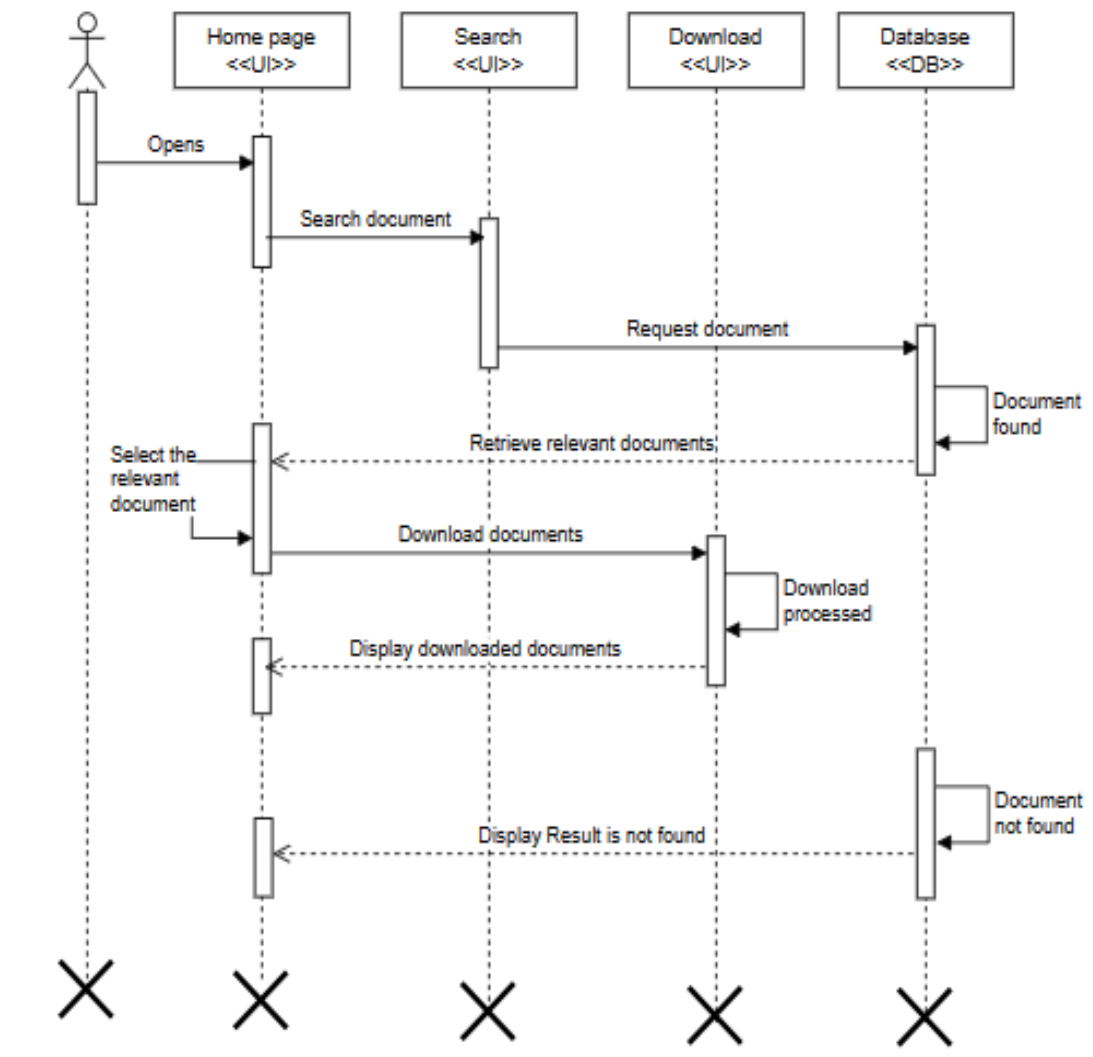 Home page
<<UI>>
Search
<<UI>>
Download
<<UI>>
Database
<<DB>>
Opens
Search document
Request document
Document
found
Retrieve relevant documents
Select the
relevant
document
Download documents
Download
processed
Display downloaded documents
Document
not found
Display Result is not found